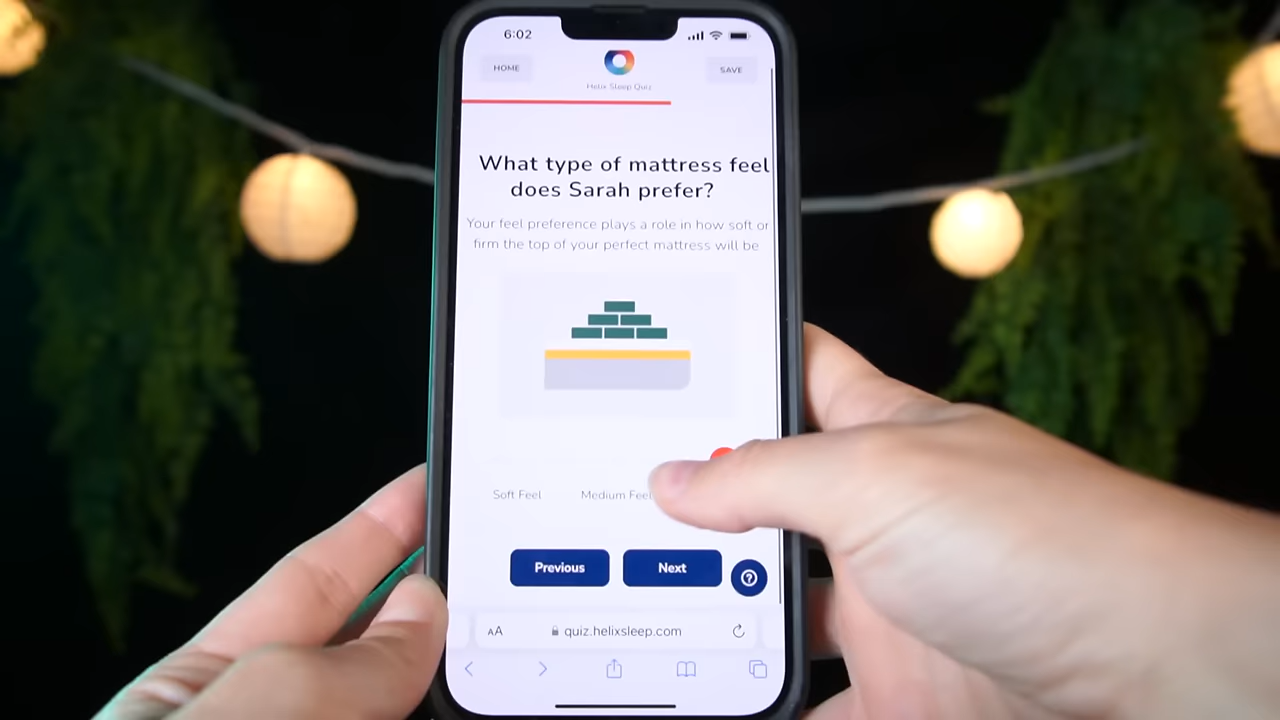 6:02
HOME
SAVE
Helix Sleep Quiz
What type of mattress feel
does Sarah prefer?
Your feel preference plays a role in how soft or
firm the top of your perfect mattress will be
Soft Feel
Medium Feel
Previous
Next
?
AA
quiz.helixsleep.com